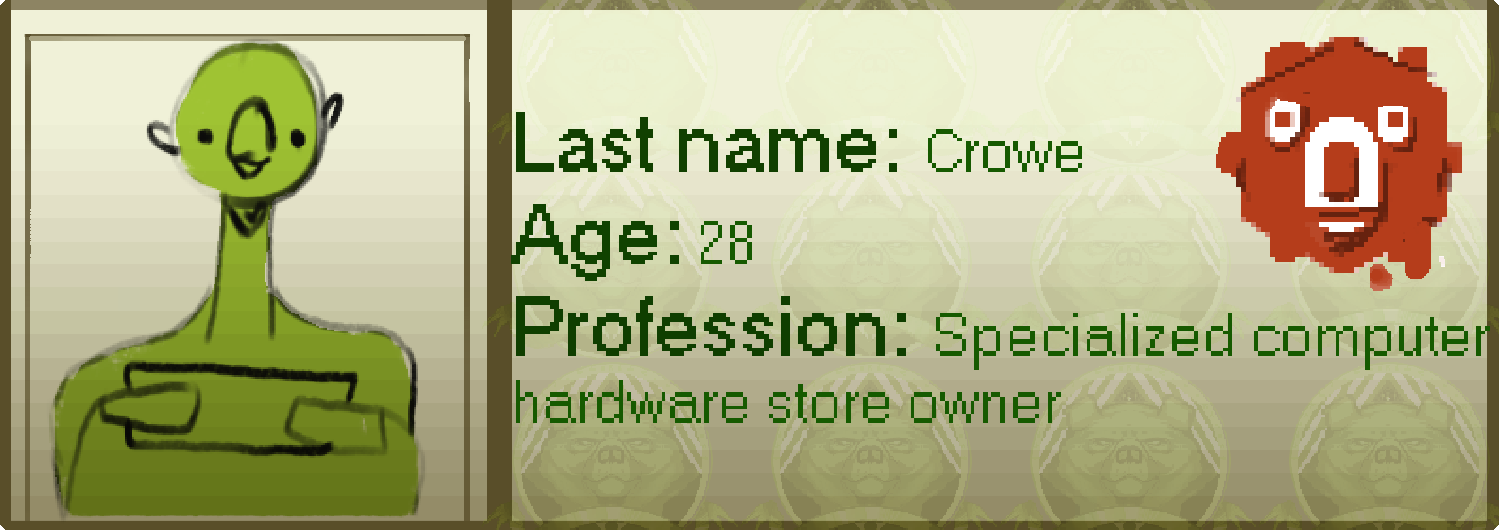 Last name: Crowe
Age: 28
Profession: Specialized computer
hardware store owner